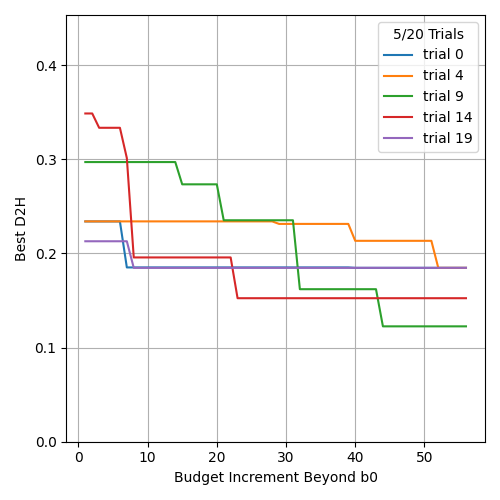 5/20 Trials
trial 0
trial 4
trial 9
trial 14
trial 19
0.4
0.3
0.2
0.1
0.0
Best D2H
0 10 20 30 40 50
Budget Increment Beyond b0